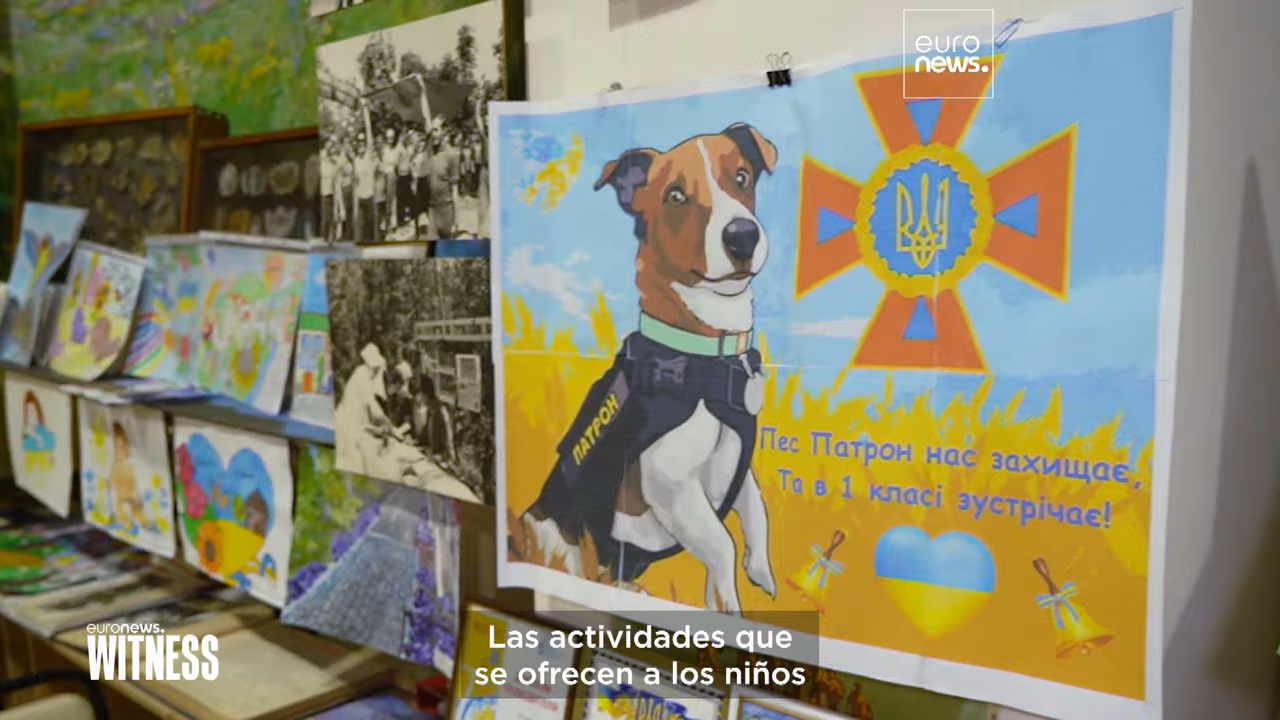 euro
news.
ПАТРОН
Пес Патрон нас захищає,
Та в 1 класі зустрічає!
euronews.
WITNESS
Las actividades que
se ofrecen a los niños